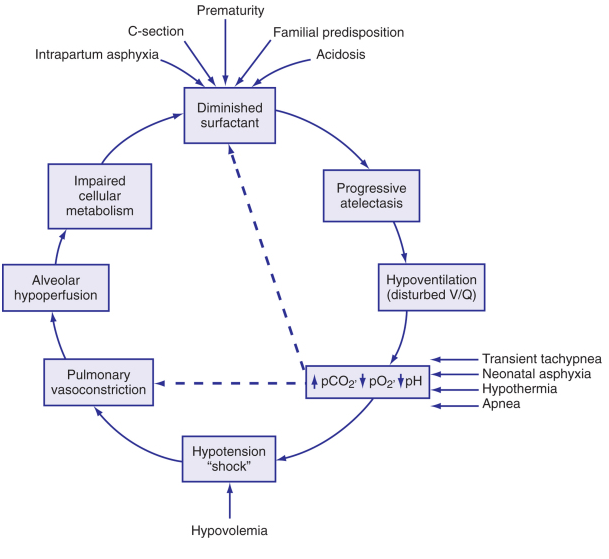 Prematurity
C-section
Familial predisposition
Intrapartum asphyxia
Acidosis
Diminished
surfactant
Impaired
cellular
metabolism
Progressive
atelectasis
Alveolar
hypoperfusion
Hypoventilation
(disturbed V/Q)
Pulmonary
vasoconstriction
↑ pCO2, ↓ pO2, ↓ pH
Transient tachypnea
Neonatal asphyxia
Hypothermia
Apnea
Hypotension
“shock”
Hypovolemia